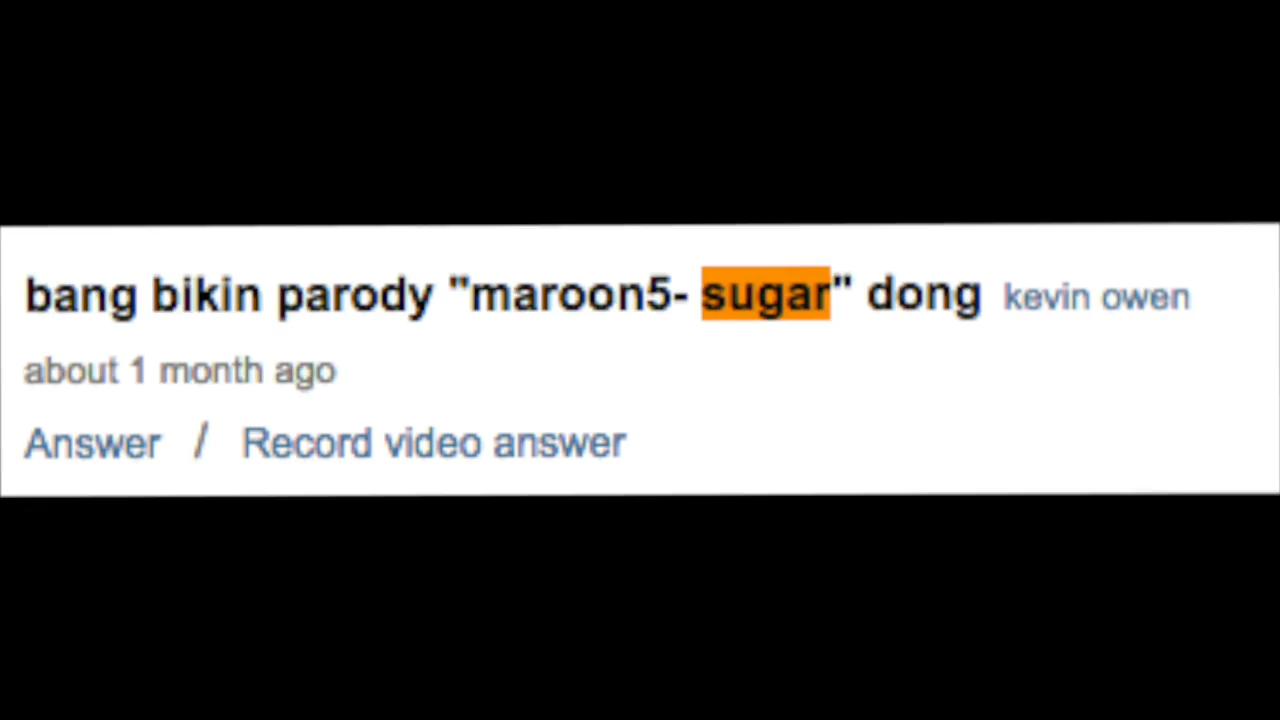 bang bikin parody "maroon5- sugar" dong kevin owen
about 1 month ago
Answer / Record video answer